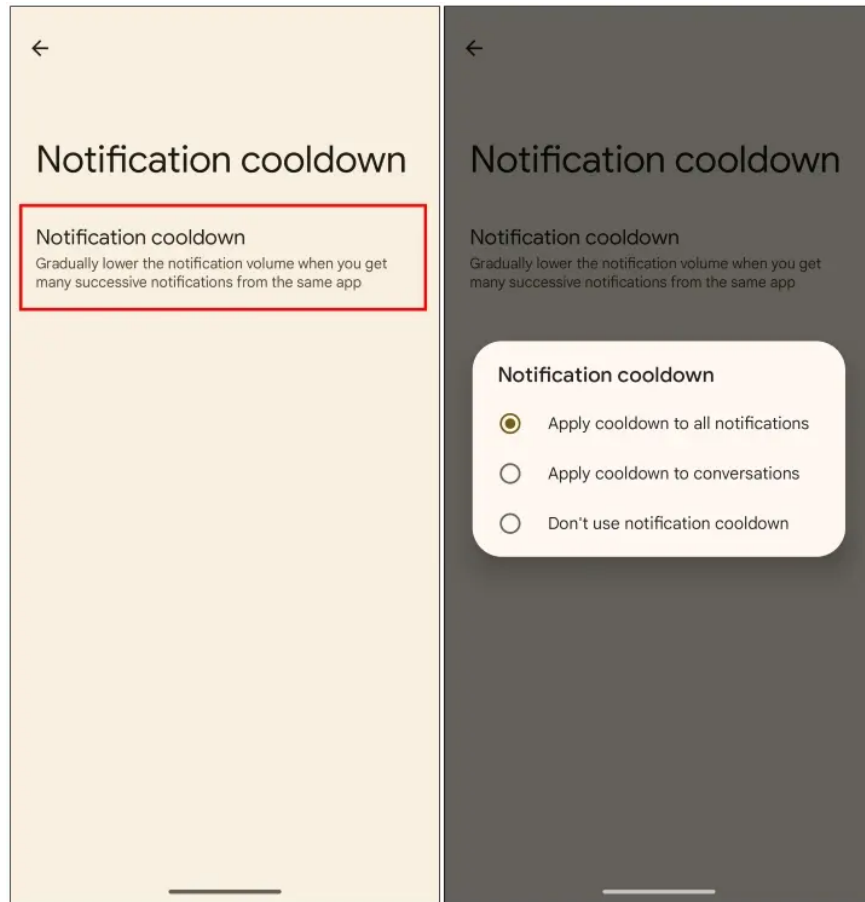 Notification cooldown
Notification cooldown
Gradually lower the notification volume when you get
many successive notifications from the same app
Notification cooldown
Notification cooldown
Gradually lower the notification volume when you get
many successive notifications from the same app
Notification cooldown
Apply cooldown to all notifications
Apply cooldown to conversations
Don't use notification cooldown